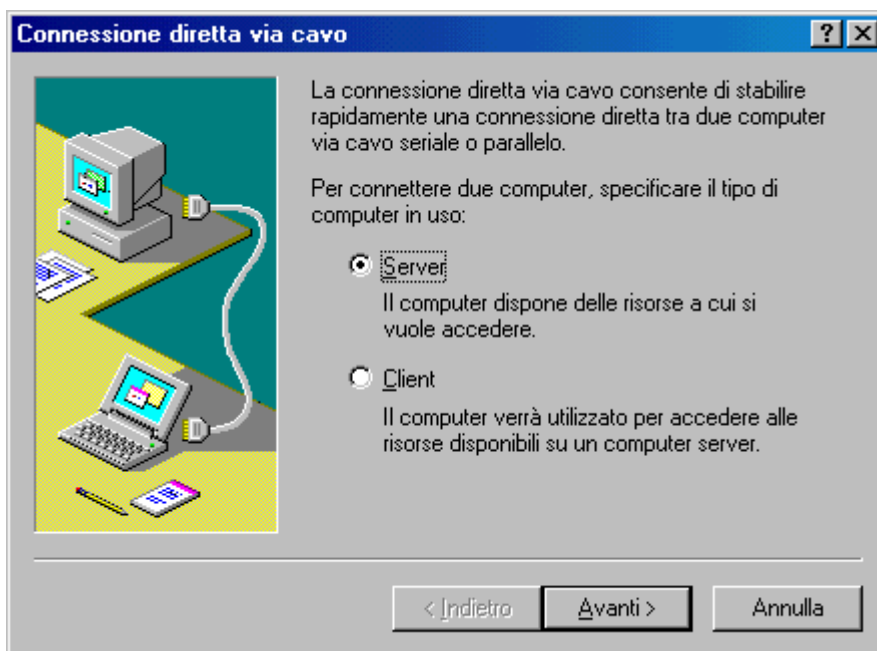 Connessione diretta via cavo
La connessione diretta via cavo consente di stabilire
rapidamente una connessione diretta tra due computer
via cavo seriale o parallelo.
Per connettere due computer, specificare il tipo di
computer in uso:
Server
Il computer dispone delle risorse a cui si
vuole accedere.
Client
Il computer verrà utilizzato per accedere alle
risorse disponibili su un computer server.
< Indietro
Avanti >
Annulla